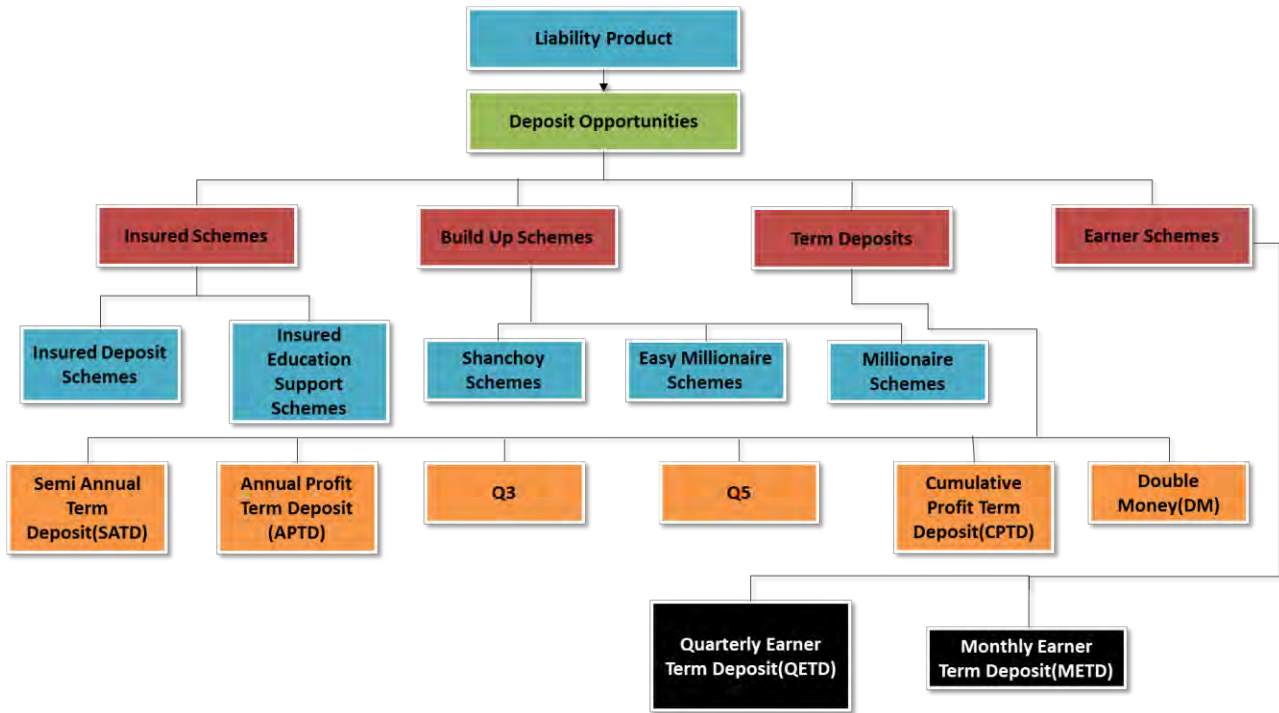 Liability Product
Deposit Opportunities
Insured Schemes
Build Up Schemes
Term Deposits
Earner Schemes
Insured Deposit
Schemes
Insured
Education
Support
Schemes
Shanchoy
Schemes
Easy Millionaire
Schemes
Millionaire
Schemes
Semi Annual
Term
Deposit(SATD)
Annual Profit
Term Deposit
(APTD)
Q3
Q5
Cumulative
Profit Term
Deposit(CPTD)
Double
Money(DM)
Quarterly Earner
Term Deposit(QETD)
Monthly Earner
Term Deposit(METD)